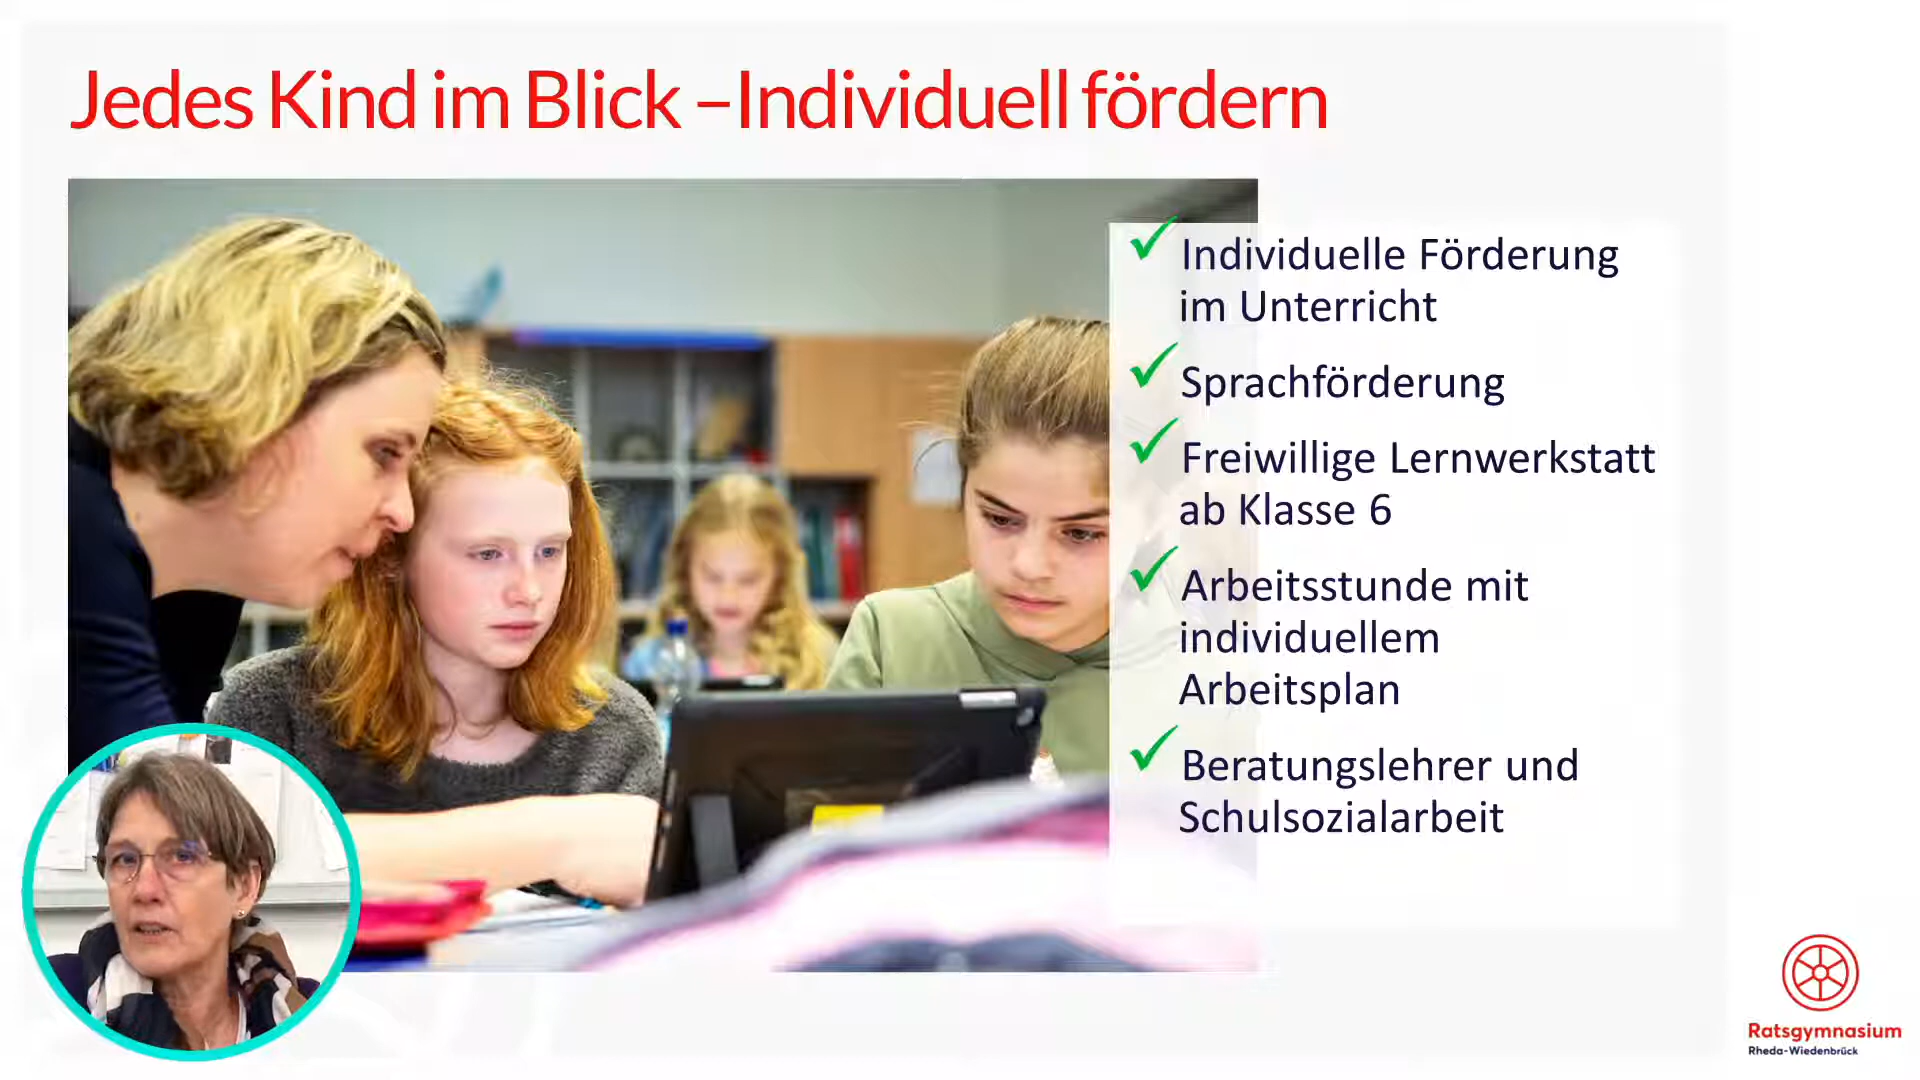 Jedes Kind im Blick –Individuell fördern
Individuelle Förderung
im Unterricht
Sprachförderung
Freiwillige Lernwerkstatt
ab Klasse 6
Arbeitsstunde mit
individuellem
Arbeitsplan
Beratungslehrer und
Schulsozialarbeit
Ratsgymnasium
Rheda-Wiedenbrück